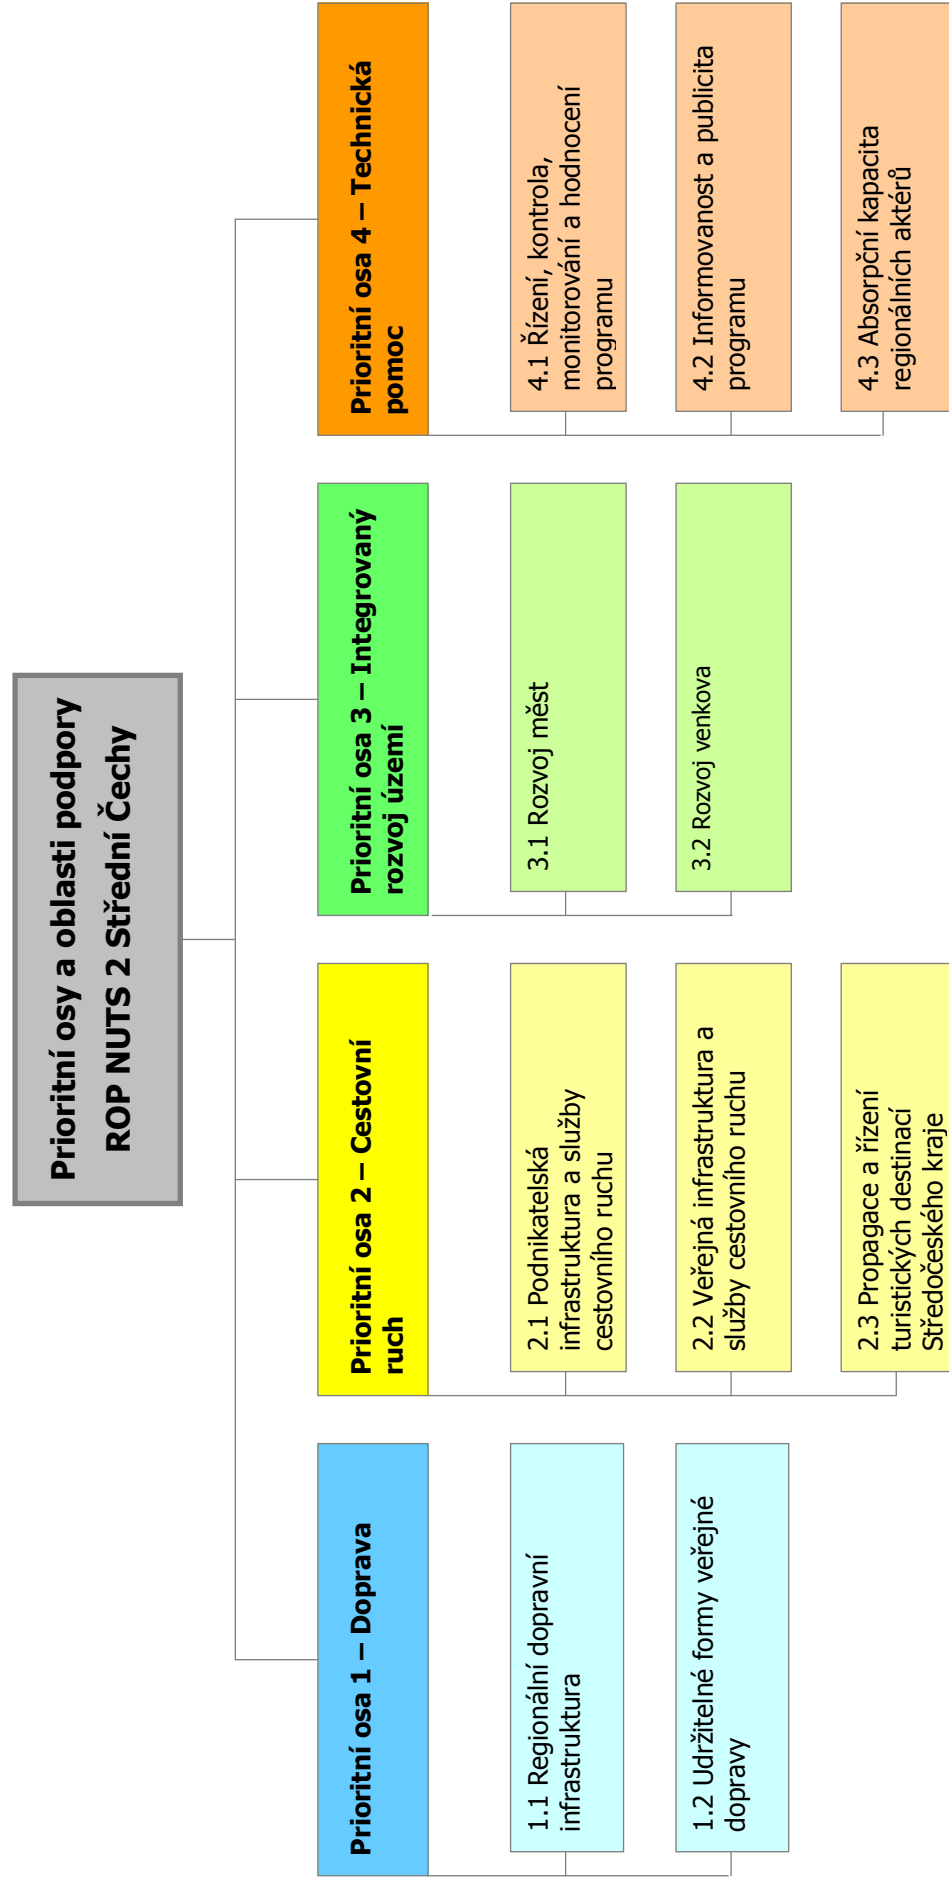 Prioritní osy a oblasti podpory
ROP NUTS 2 Střední Čechy
Prioritní osa 1 – Doprava
1.1 Regionální dopravní
infrastruktura
1.2 Udržitelné formy veřejné
dopravy
Prioritní osa 2 – Cestovní
ruch
2.1 Podnikatelská
infrastruktura a služby
cestovního ruchu
2.2 Veřejná infrastruktura a
služby cestovního ruchu
2.3 Propagace a řízení
turistických destinací
Středočeského kraje
Prioritní osa 3 – Integrovaný
rozvoj území
3.1 Rozvoj měst
3.2 Rozvoj venkova
Prioritní osa 4 – Technická
pomoc
4.1 Řízení, kontrola,
monitorování a hodnocení
programu
4.2 Informovanost a publicita
programu
4.3 Absorpční kapacita
regionálních aktérů